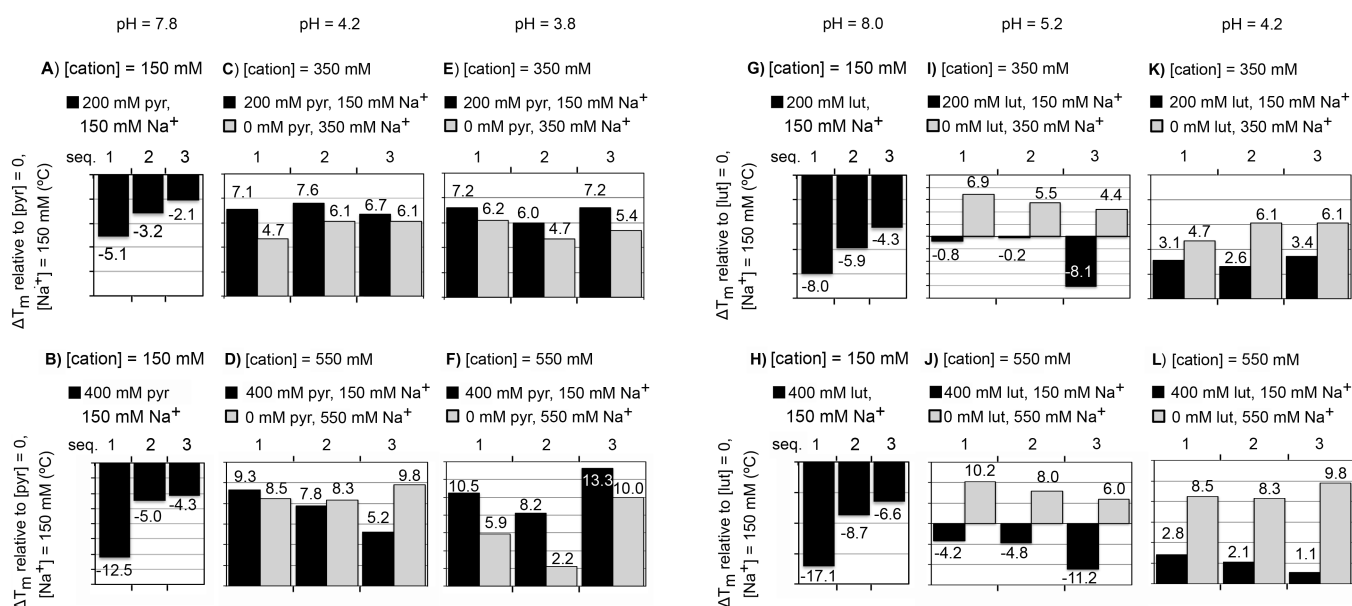 pH = 7.8 pH = 4.2 pH = 3.8 pH = 8.0 pH = 5.2 pH = 4.2
A) [cation] = 150 mM C) [cation] = 350 mM E) [cation] = 350 mM G) [cation] = 150 mM I) [cation] = 350 mM K) [cation] = 350 mM
200 mM pyr, 200 mM pyr, 150 mM Na+ 200 mM pyr, 150 mM Na+ 200 mM lut, 200 mM lut, 150 mM Na+ 200 mM lut, 150 mM Na+
150 mM Na+ 0 mM pyr, 350 mM Na+ 0 mM pyr, 350 mM Na+ 150 mM Na+ 0 mM lut, 350 mM Na+ 0 mM lut, 350 mM Na+
seq. 1 2 3 1 2 3 1 2 3 seq. 1 2 3 1 2 3 1 2 3
ΔTm relative to [pyr] = 0,
[Na+] = 150 mM (ºC)
-5.1 -3.2 -2.1
7.1 4.7 7.6 6.1 6.7 6.1
7.2 6.2 6.0 4.7 7.2 5.4
ΔTm relative to [lut] = 0,
[Na+] = 150 mM (ºC)
-8.0 -5.9 -4.3
-0.8 6.9 -0.2 5.5 -8.1 4.4
3.1 4.7 2.6 6.1 3.4 6.1
B) [cation] = 150 mM D) [cation] = 550 mM F) [cation] = 550 mM H) [cation] = 150 mM J) [cation] = 550 mM L) [cation] = 550 mM
400 mM pyr 400 mM pyr, 150 mM Na+ 400 mM pyr, 150 mM Na+ 400 mM lut, 400 mM lut, 150 mM Na+ 400 mM lut, 150 mM Na+
150 mM Na+ 0 mM pyr, 550 mM Na+ 0 mM pyr, 550 mM Na+ 150 mM Na+ 0 mM lut, 550 mM Na+ 0 mM lut, 550 mM Na+
seq. 1 2 3 1 2 3 1 2 3 seq. 1 2 3 1 2 3 1 2 3
ΔTm relative to [pyr] = 0,
[Na+] = 150 mM (ºC)
-12.5 -5.0 -4.3
9.3 8.5 7.8 8.3 5.2 9.8
10.5 5.9 8.2 2.2 13.3 10.0
ΔTm relative to [lut] = 0,
[Na+] = 150 mM (ºC)
-17.1 -8.7 -6.6
-4.2 10.2 -4.8 8.0 -11.2 6.0
2.8 8.5 2.1 8.3 1.1 9.8